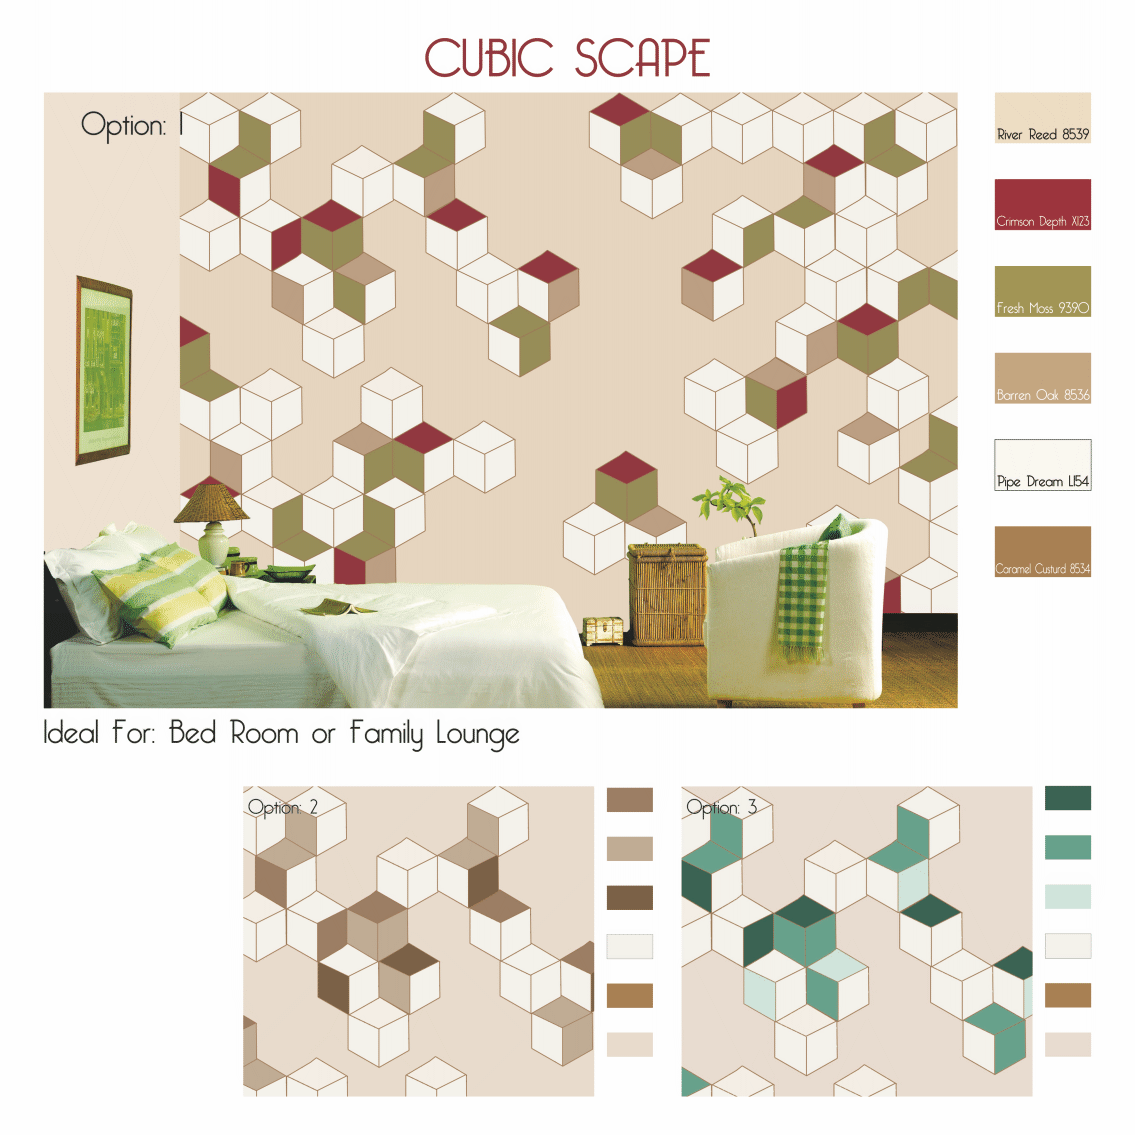 CUBIC SCAPE
Option: 1
River Reed 8539
Crimson Depth X123
Fresh Moss 9390
Barren Oak 8536
Pipe Dream L154
Caramel Custurd 8534
Ideal For: Bed Room or Family Lounge
Option: 2
Option: 3